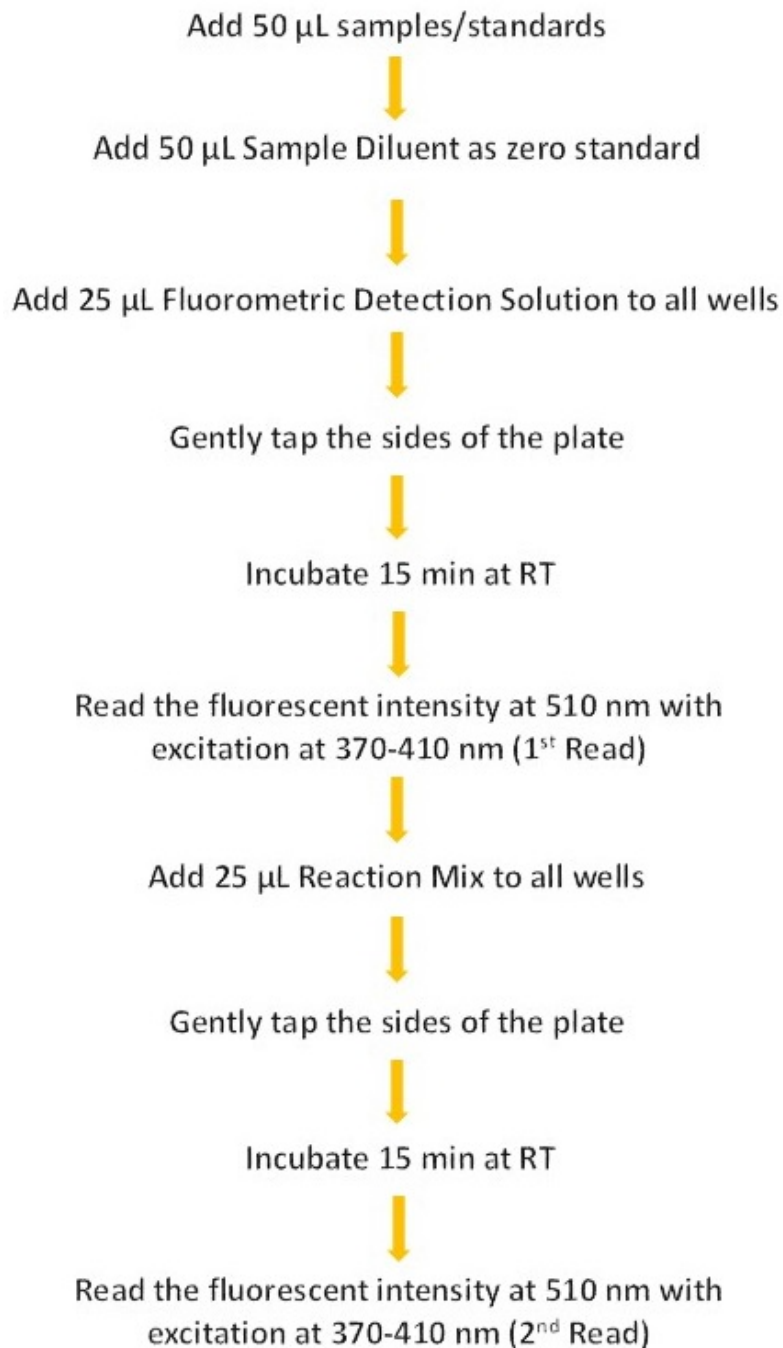 Add 50 µL samples/standards
Add 50 µL Sample Diluent as zero standard
Add 25 µL Fluorometric Detection Solution to all wells
Gently tap the sides of the plate
Incubate 15 min at RT
Read the fluorescent intensity at 510 nm with
excitation at 370-410 nm (1st Read)
Add 25 µL Reaction Mix to all wells
Gently tap the sides of the plate
Incubate 15 min at RT
Read the fluorescent intensity at 510 nm with
excitation at 370-410 nm (2nd Read)